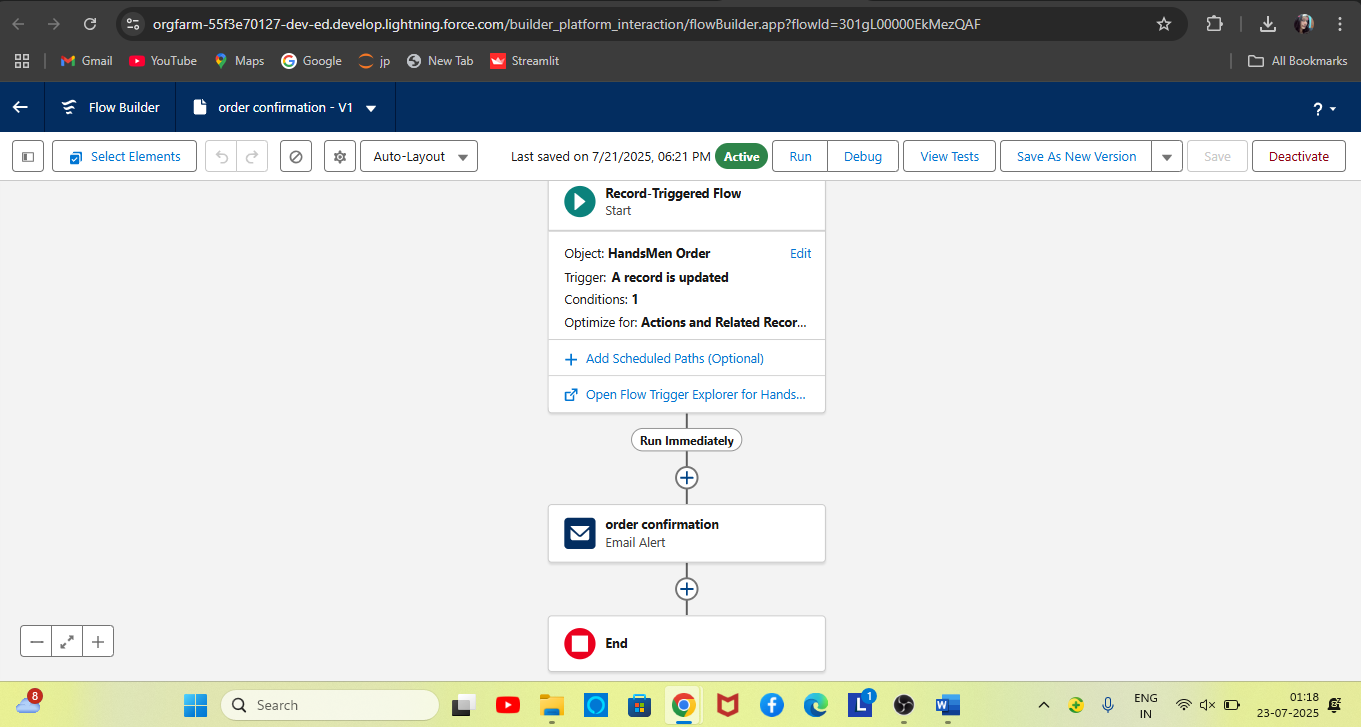 orgfarm-55f3e70127-dev-ed.develop.lightning.force.com/builder_platform_interaction/flowBuilder.app?flowId=301gL00000EkMezQAF
Gmail YouTube Maps Google jp New Tab Streamlit All Bookmarks
Flow Builder order confirmation - V1 ?
Select Elements Auto-Layout Last saved on 7/21/2025, 06:21 PM Active Run Debug View Tests Save As New Version Save Deactivate
Record-Triggered Flow
Start
Object: HandsMen Order Edit
Trigger: A record is updated
Conditions: 1
Optimize for: Actions and Related Recor...
Add Scheduled Paths (Optional)
Open Flow Trigger Explorer for Hands...
Run Immediately
order confirmation
Email Alert
End
8 Search L 1 W ENG IN 01:18 23-07-2025